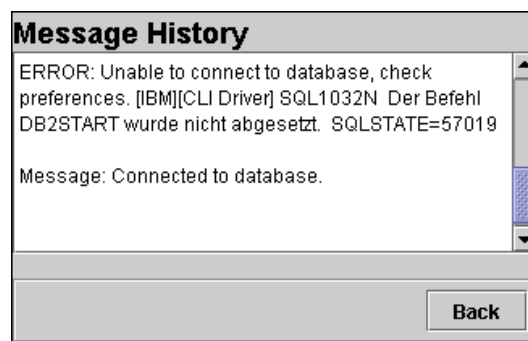 Message History
ERROR: Unable to connect to database, check
preferences. [IBM][CLI Driver] SQL1032N  Der Befehl
DB2START wurde nicht abgesetzt.  SQLSTATE=57019
Message: Connected to database.
Back